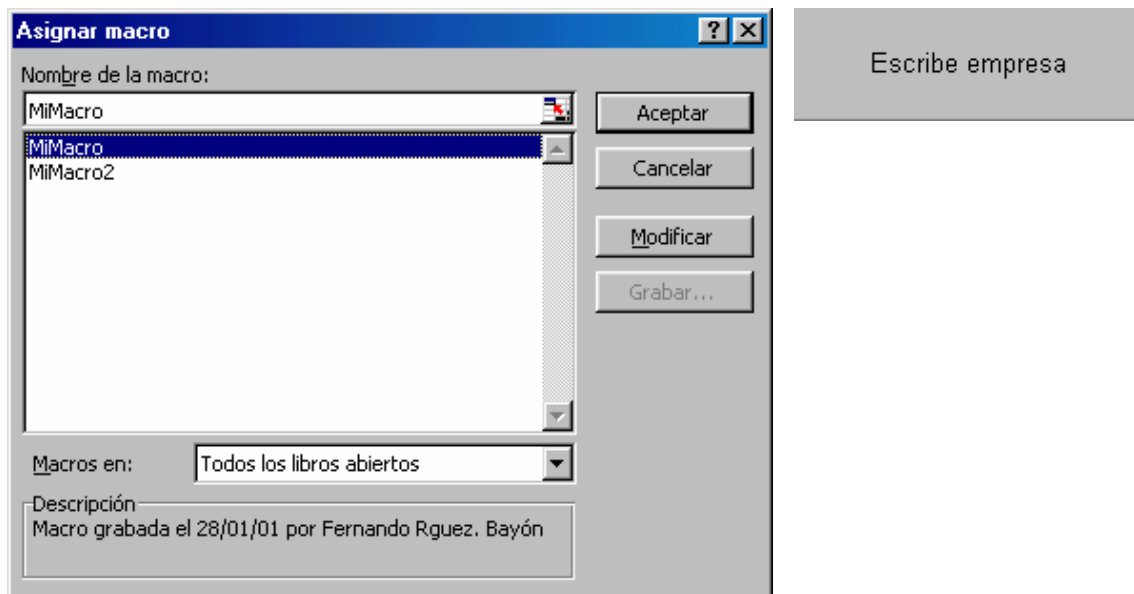 Asignar macro
Nombre de la macro:
MiMacro
MiMacro
MiMacro2
Aceptar
Cancelar
Modificar
Grabar...
Macros en:
Todos los libros abiertos
Descripción
Macro grabada el 28/01/01 por Fernando Rguez. Bayón
Escribe empresa